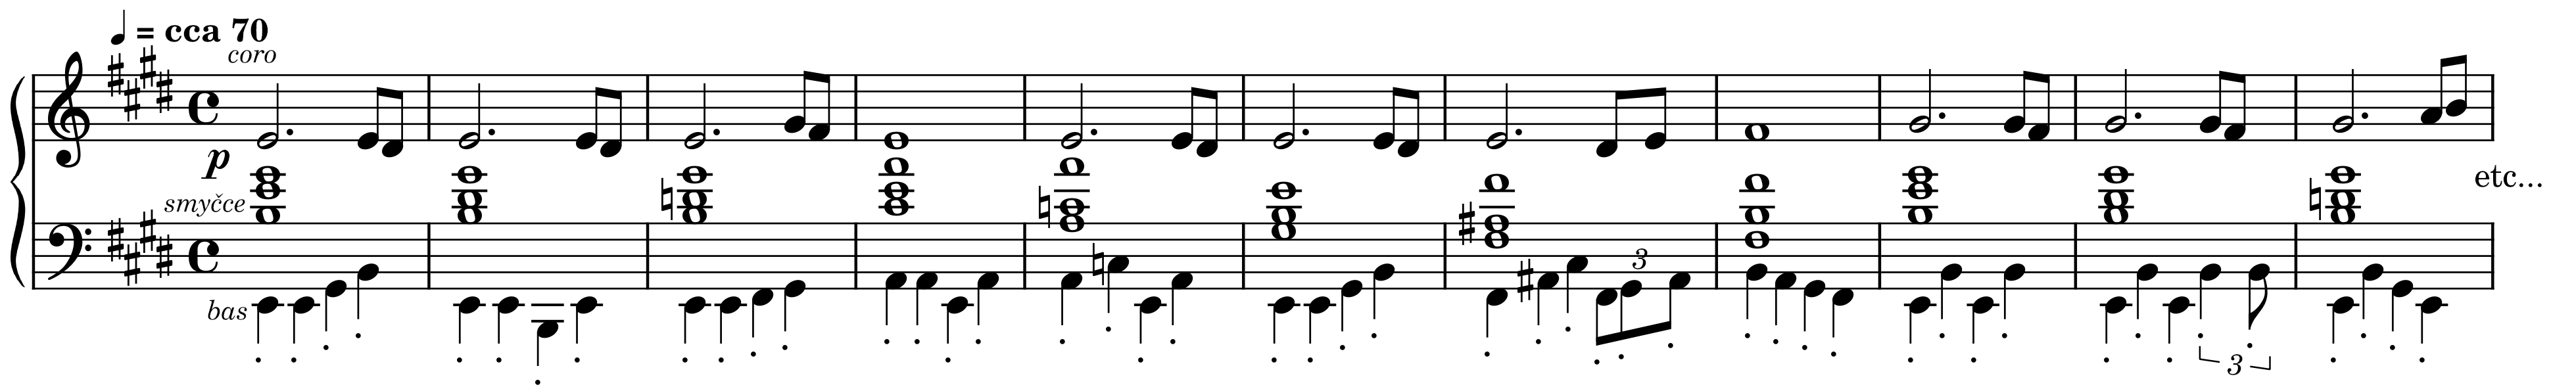 = cca 70
coro
p
smyčce
bas
3
3
etc...